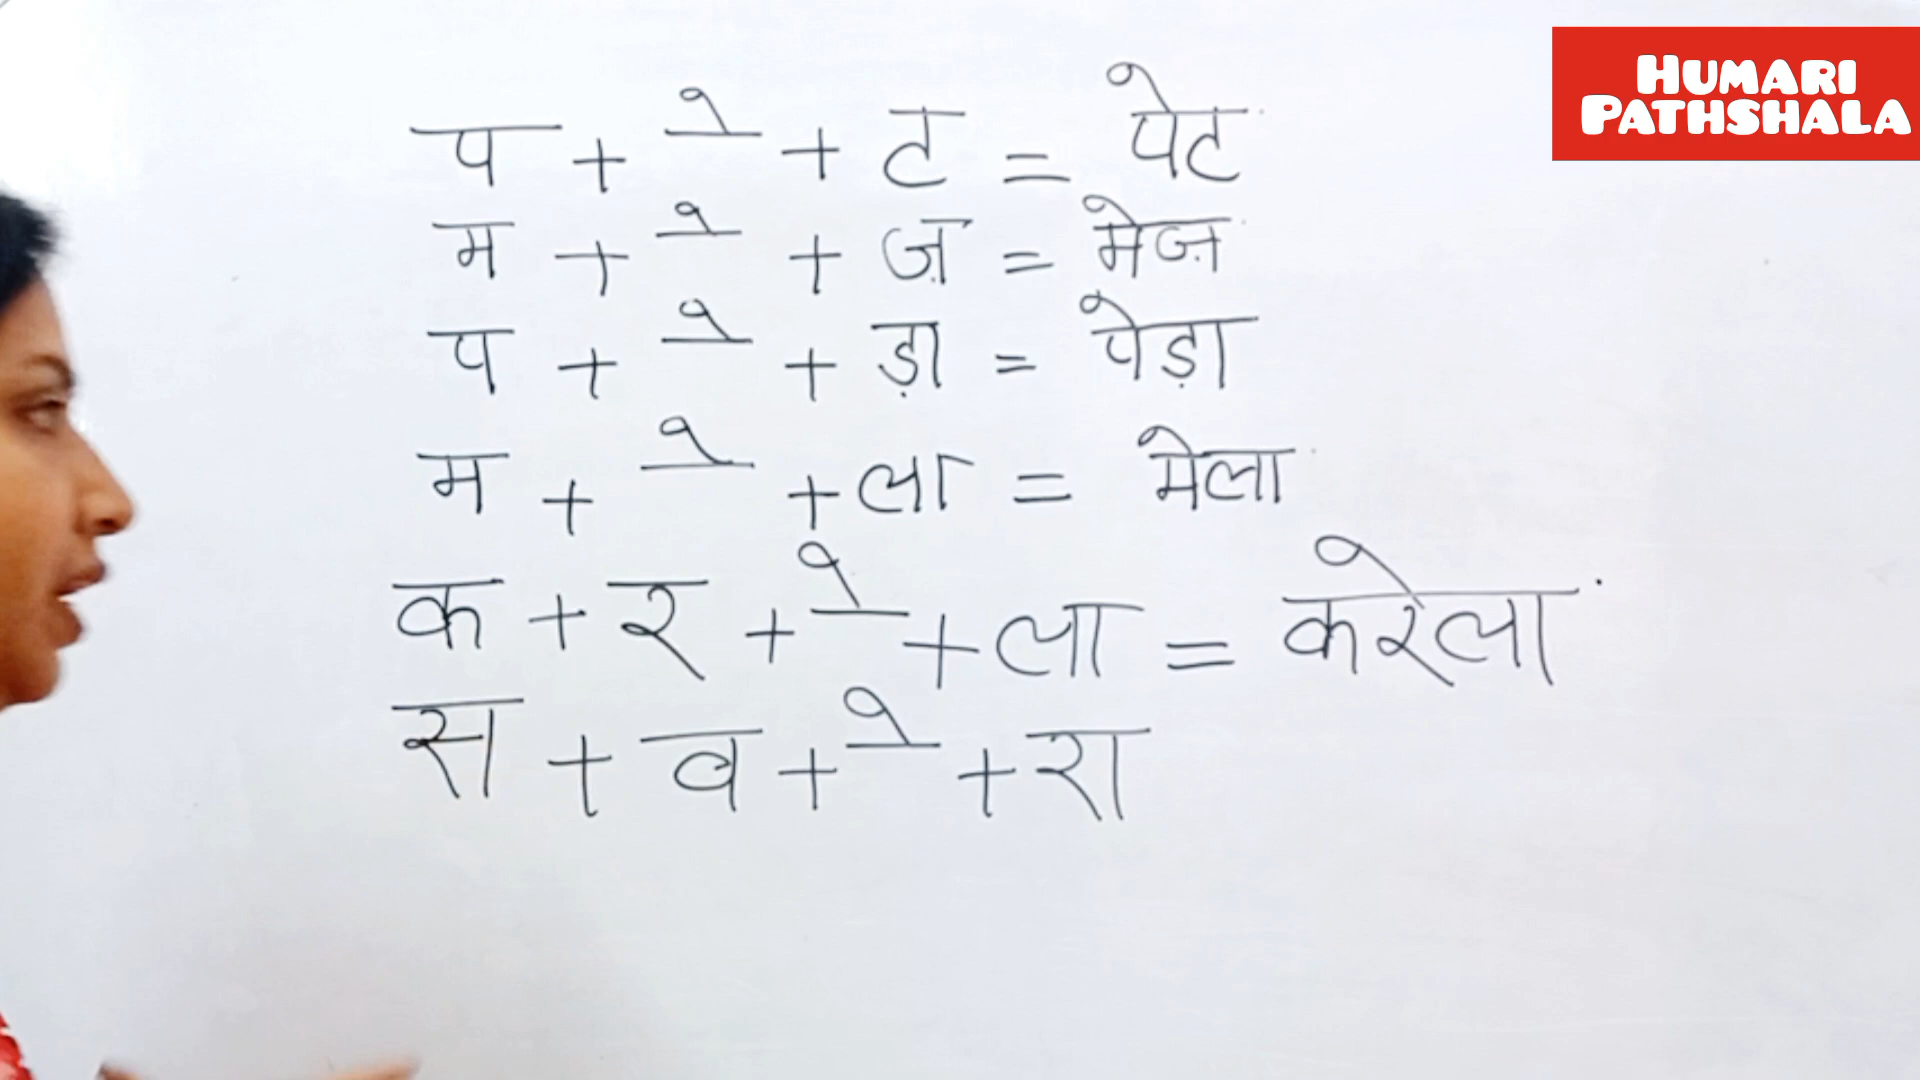 HUMARI
PATHSHALA
प + े + ट = पेट
म + े + ज़ = मेज़
प + े + ड़ा = पेड़ा
म + े + ला = मेला
क + र + े + ला = करेला
स + व + े + रा